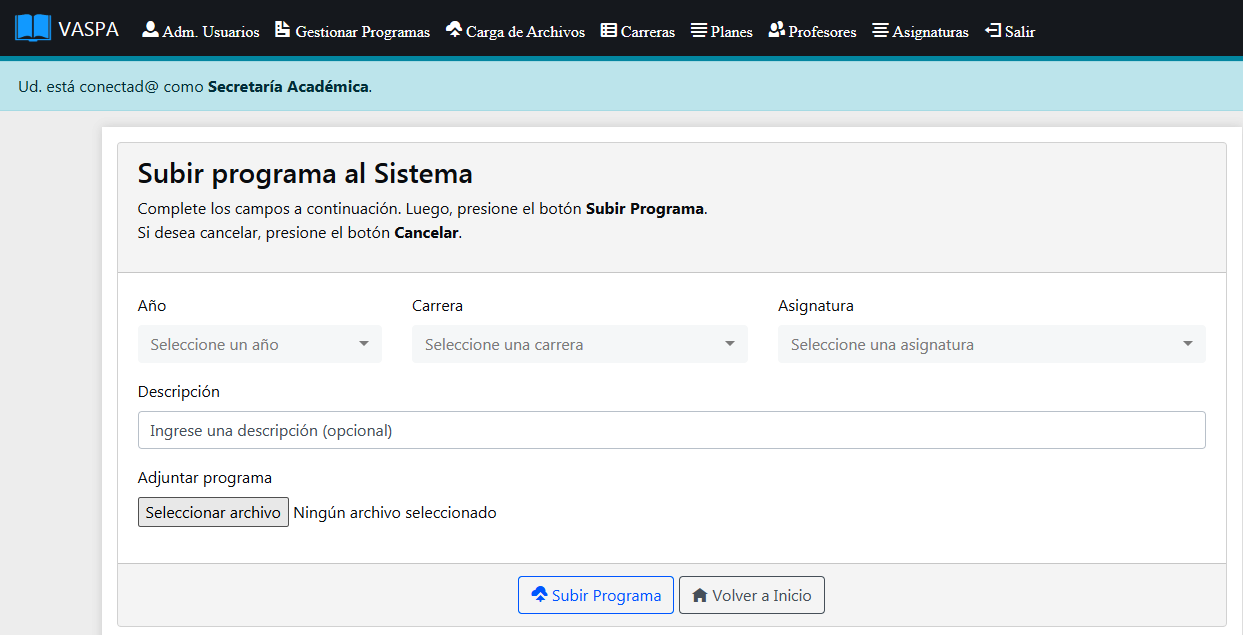 VASPA Adm. Usuarios Gestionar Programas Carga de Archivos Carreras Planes Profesores Asignaturas Salir
Ud. está conectad@ como Secretaría Académica.
Subir programa al Sistema
Complete los campos a continuación. Luego, presione el botón Subir Programa.
Si desea cancelar, presione el botón Cancelar.
Año Carrera Asignatura
Seleccione un año Seleccione una carrera Seleccione una asignatura
Descripción
Ingrese una descripción (opcional)
Adjuntar programa
Seleccionar archivo Ningún archivo seleccionado
Subir Programa Volver a Inicio